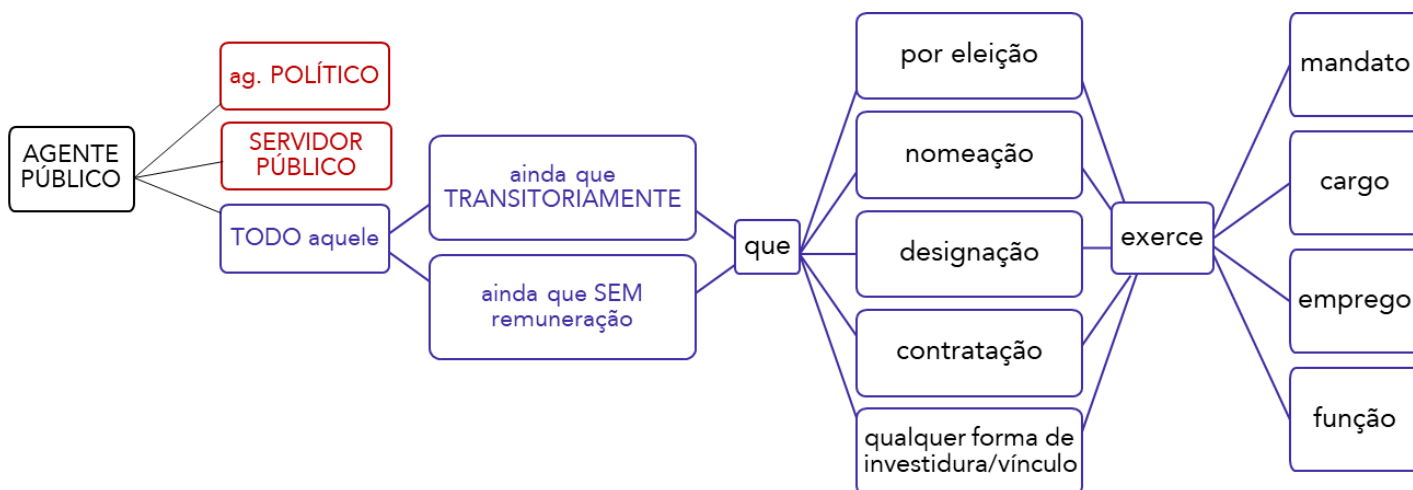 AGENTE
PÚBLICO
ag. POLÍTICO
SERVIDOR
PÚBLICO
TODO aquele
ainda que
TRANSITORIAMENTE
ainda que SEM
remuneração
que
por eleição
nomeação
designação
contratação
qualquer forma de
investidura/vínculo
exerce
mandato
cargo
emprego
função